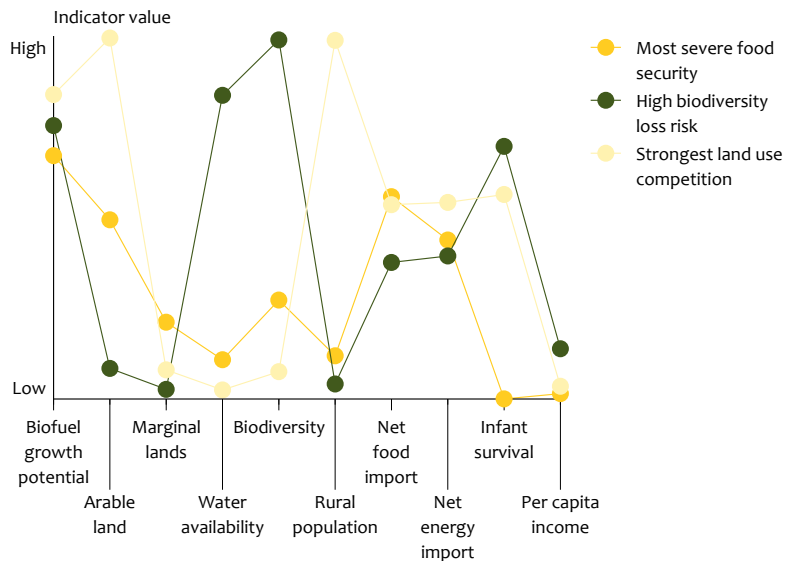 Indicator value
High
Low
Most severe food
security
High biodiversity
loss risk
Strongest land use
competition
Biofuel
growth
potential
Arable
land
Marginal
lands
Water
availability
Biodiversity
Rural
population
Net
food
import
Net
energy
import
Infant
survival
Per capita
income